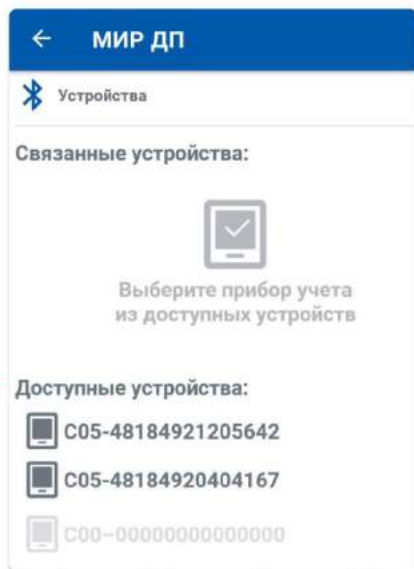 МИР ДП
Устройства
Связанные устройства:
Выберите прибор учета
из доступных устройств
Доступные устройства:
C05-48184921205642
C05-48184920404167
C00-00000000000000